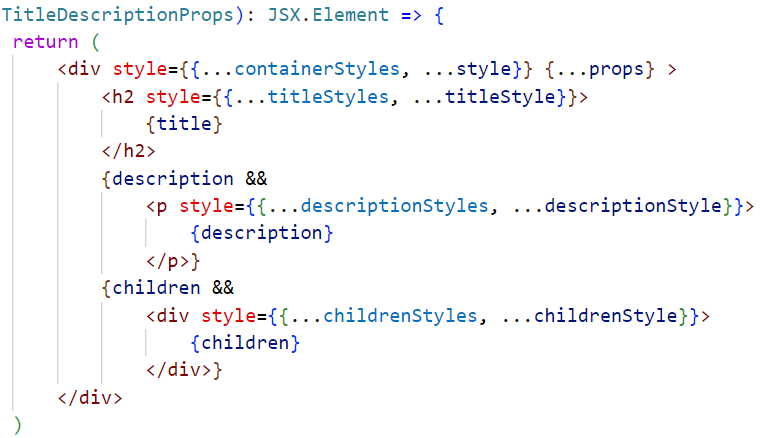 TitleDescriptionProps): JSX.Element => {
return (
<div style={{...containerStyles, ...style}} {...props} >
<h2 style={{...titleStyles, ...titleStyle}}>
{title}
</h2>
{description &&
<p style={{...descriptionStyles, ...descriptionStyle}}>
{description}
</p>}
{children &&
<div style={{...childrenStyles, ...childrenStyle}}>
{children}
</div>}
</div>
)